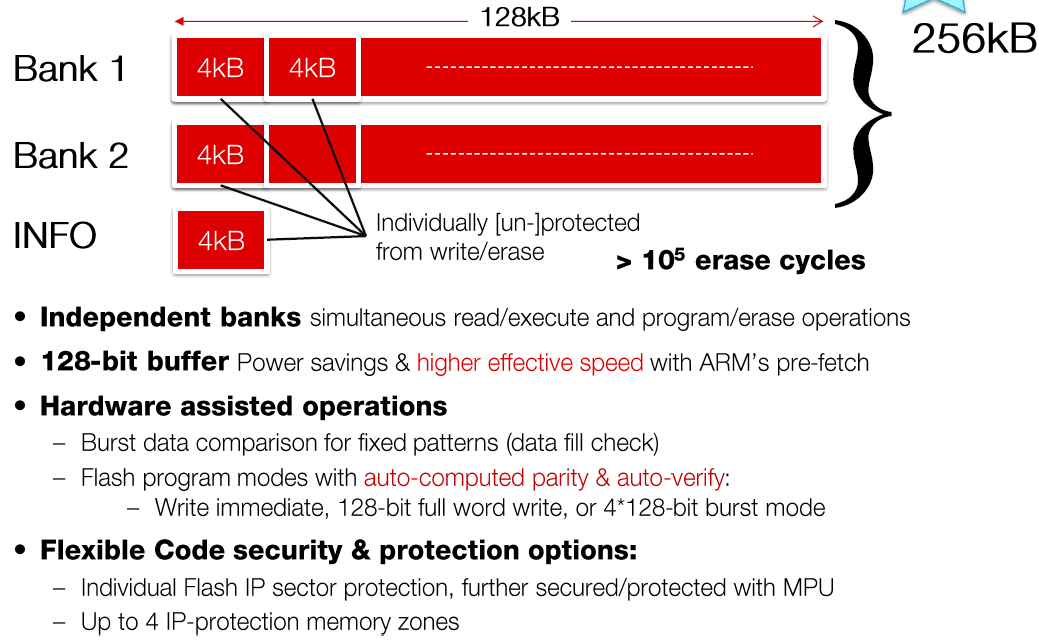 128kB
256kB
Bank 1 4kB 4kB
Bank 2 4kB
INFO 4kB
Individually [un-]protected
from write/erase
> 10⁵ erase cycles
• Independent banks simultaneous read/execute and program/erase operations
• 128-bit buffer Power savings & higher effective speed with ARM's pre-fetch
• Hardware assisted operations
– Burst data comparison for fixed patterns (data fill check)
– Flash program modes with auto-computed parity & auto-verify:
– Write immediate, 128-bit full word write, or 4*128-bit burst mode
• Flexible Code security & protection options:
– Individual Flash IP sector protection, further secured/protected with MPU
– Up to 4 IP-protection memory zones